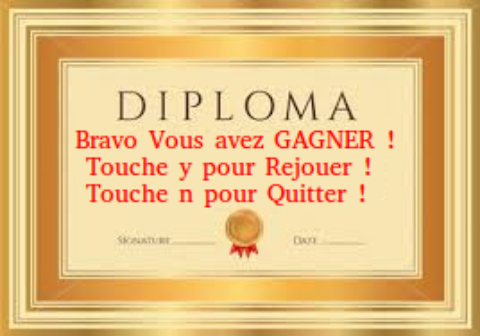 DIPLOMA
Bravo Vous avez GAGNER !
Touche y pour Rejouer !
Touche n pour Quitter !
SIGNATURE DATE